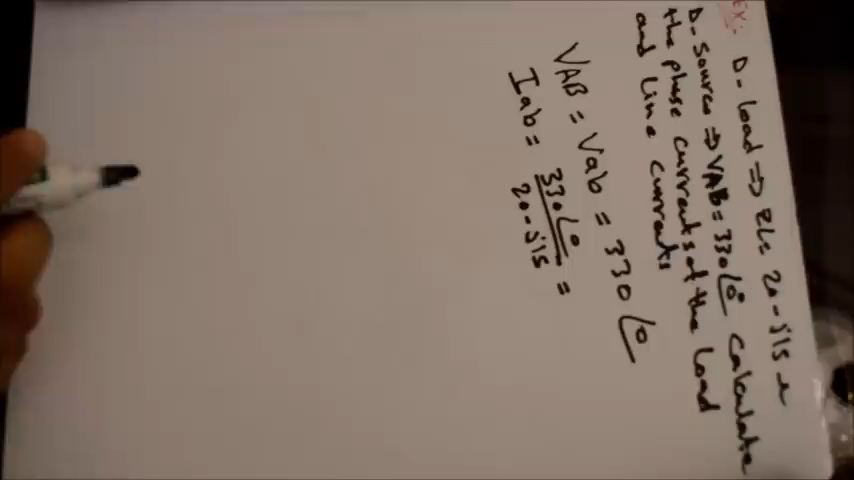 Ex:
D-Load => ZL= 20-j15 Ω
D-Source => VAB = 330∠0° Calculate
the phase currents of the Load
and Line currents
VAB = Vab = 330∠0
Iab = 330∠0 / 20-j15 =